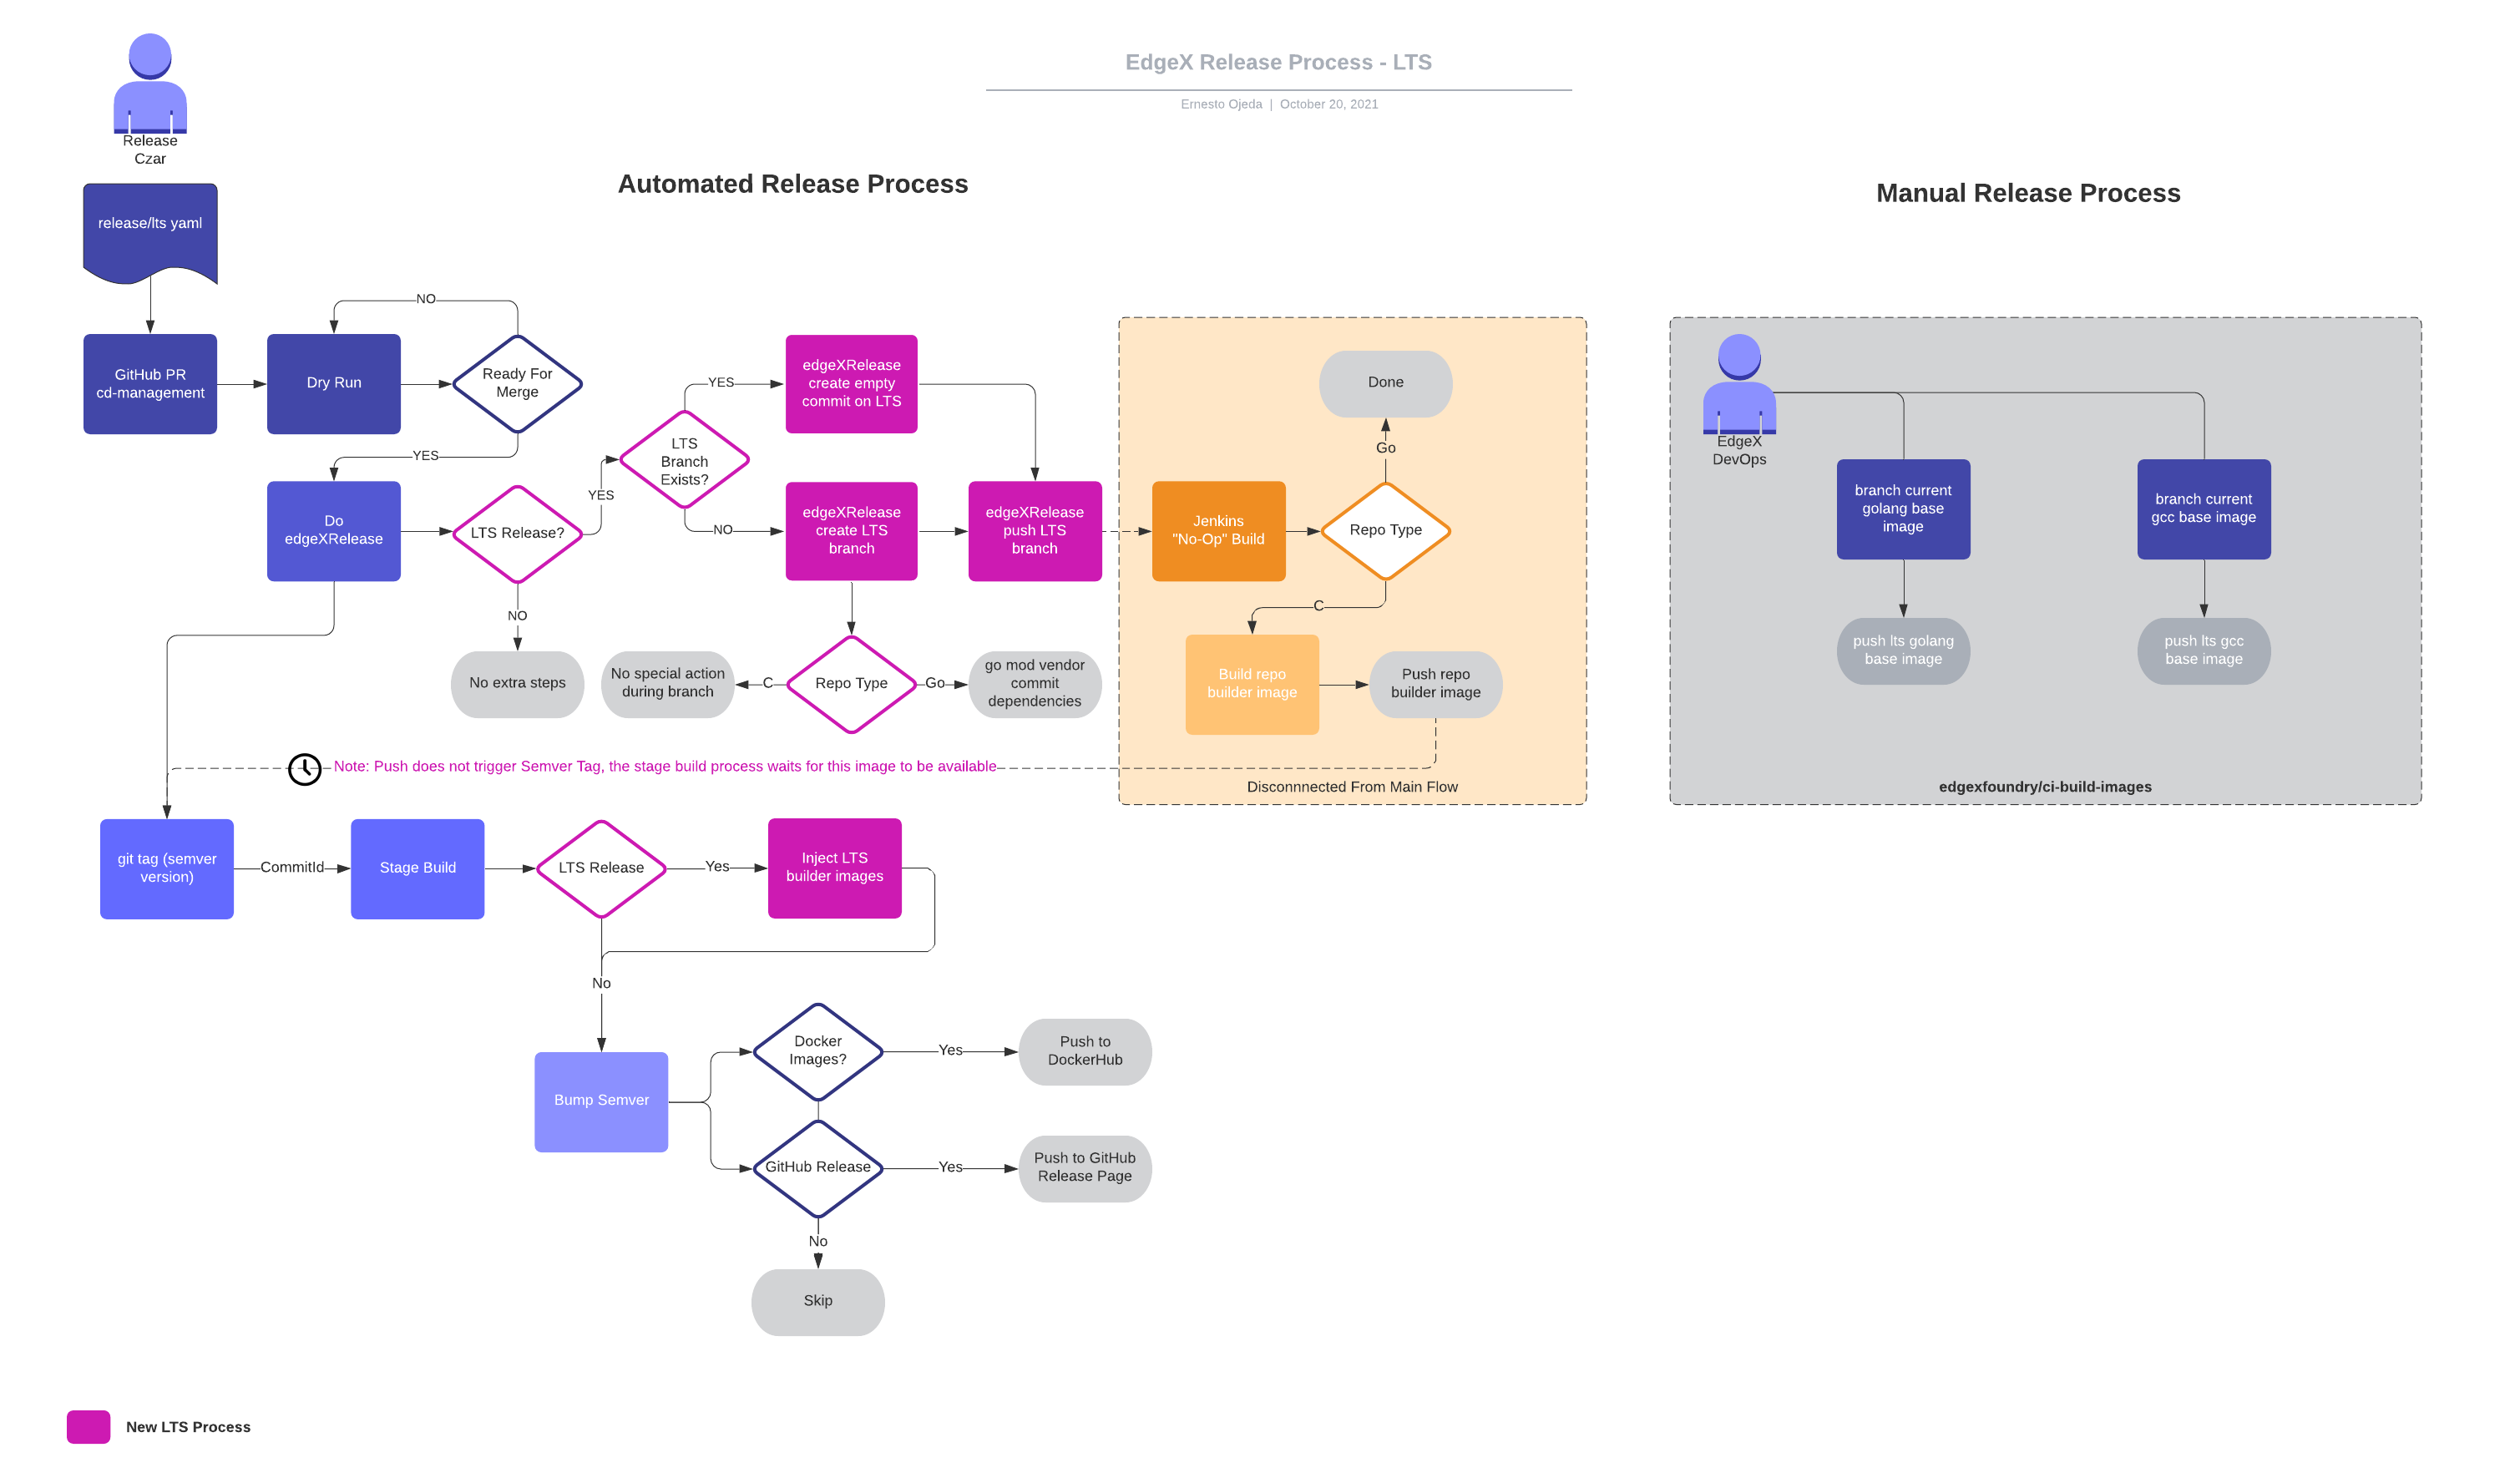 EdgeX Release Process - LTS
Ernesto Ojeda | October 20, 2021
Release
Czar
Automated Release Process
Manual Release Process
release/lts yaml
NO
GitHub PR
cd-management
Dry Run
Ready For
Merge
YES
YES
edgeXRelease
create empty
commit on LTS
LTS
Branch
Exists?
Do
edgeXRelease
LTS Release?
YES
NO
NO
No extra steps
edgeXRelease
create LTS
branch
edgeXRelease
push LTS
branch
No special action
during branch
C
Repo Type
Go
go mod vendor
commit
dependencies
Done
Go
Jenkins
"No-Op" Build
Repo Type
C
Build repo
builder image
Push repo
builder image
Disconnnected From Main Flow
EdgeX
DevOps
branch current
golang base
image
branch current
gcc base image
push lts golang
base image
push lts gcc
base image
edgexfoundry/ci-build-images
Note: Push does not trigger Semver Tag, the stage build process waits for this image to be available
git tag (semver
version)
CommitId
Stage Build
LTS Release
Yes
Inject LTS
builder images
No
Bump Semver
Docker
Images?
Yes
Push to
DockerHub
GitHub Release
Yes
Push to GitHub
Release Page
No
Skip
New LTS Process